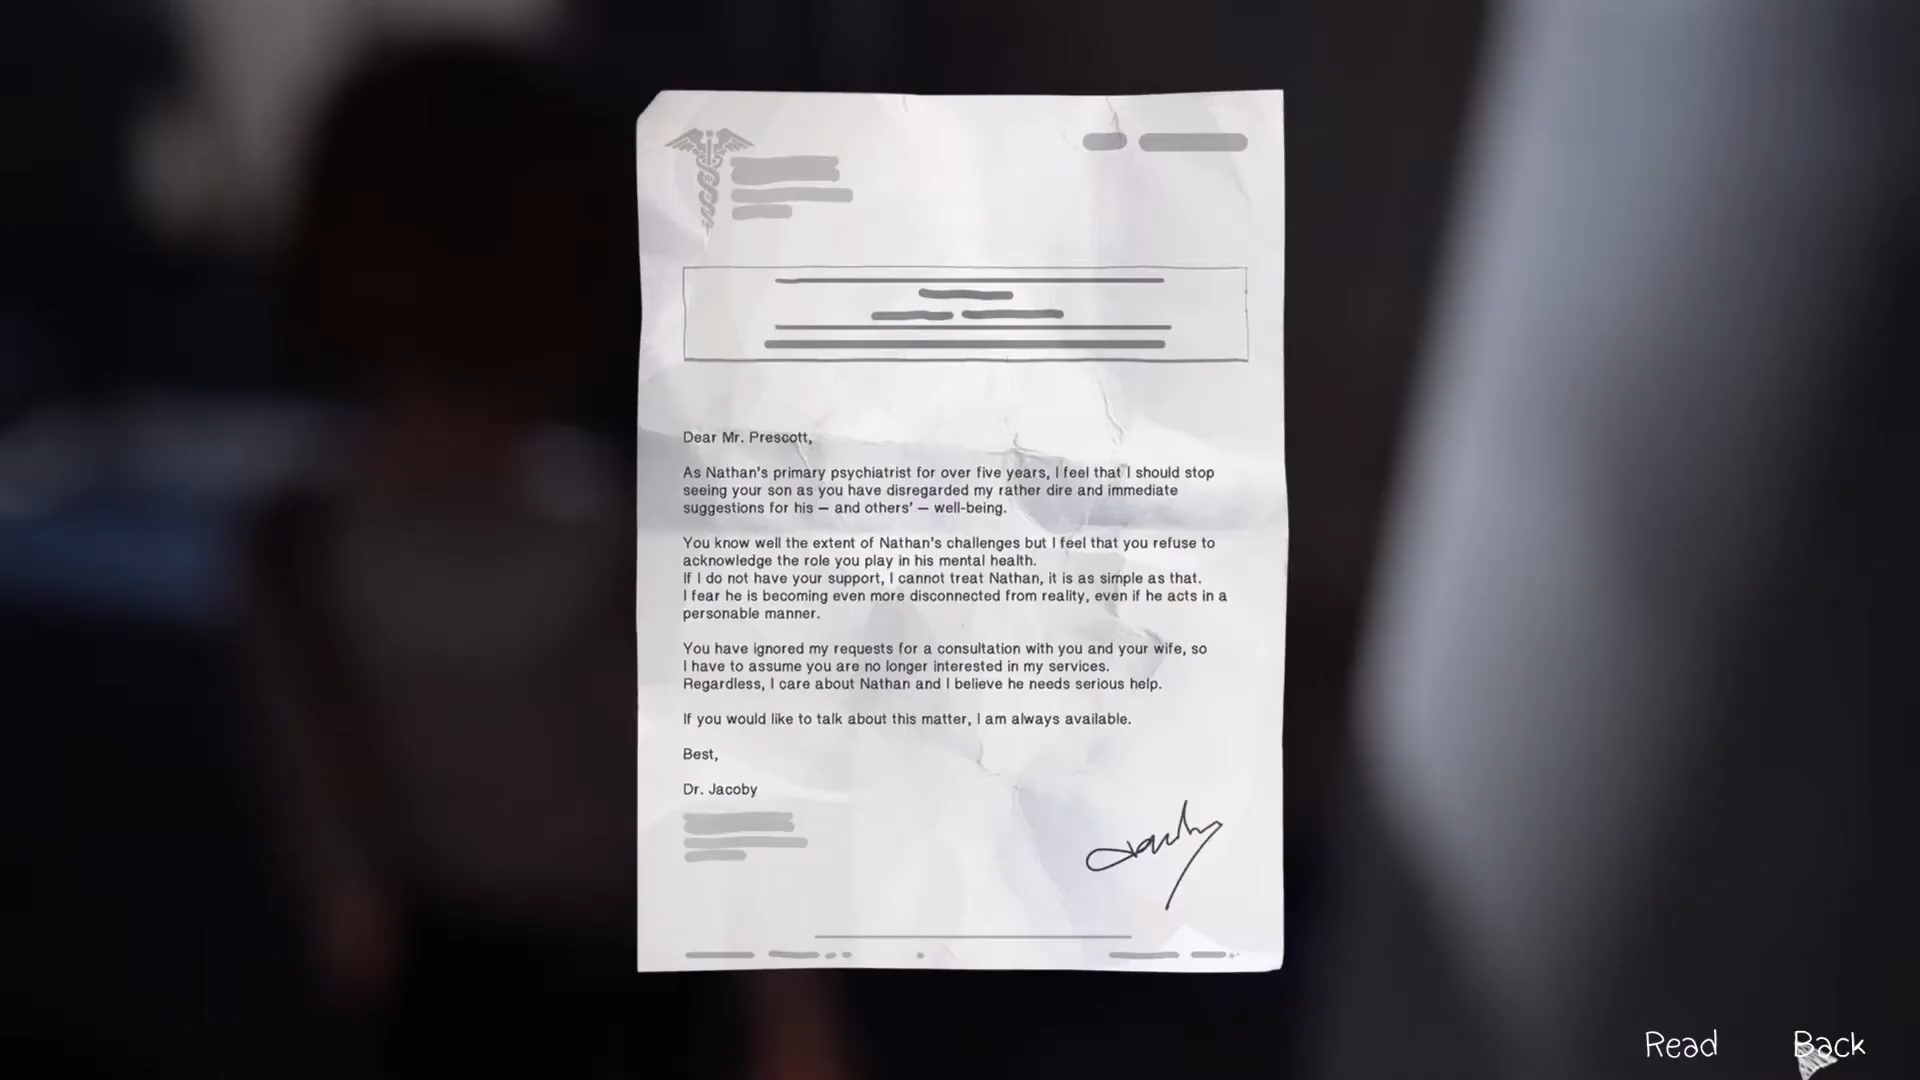 Dear Mr. Prescott,
As Nathan's primary psychiatrist for over five years, I feel that I should stop
seeing your son as you have disregarded my rather dire and immediate
suggestions for his – and others' – well-being.
You know well the extent of Nathan's challenges but I feel that you refuse to
acknowledge the role you play in his mental health.
If I do not have your support, I cannot treat Nathan, it is as simple as that.
I fear he is becoming even more disconnected from reality, even if he acts in a
personable manner.
You have ignored my requests for a consultation with you and your wife, so
I have to assume you are no longer interested in my services.
Regardless, I care about Nathan and I believe he needs serious help.
If you would like to talk about this matter, I am always available.
Best,
Dr. Jacoby
Read Back